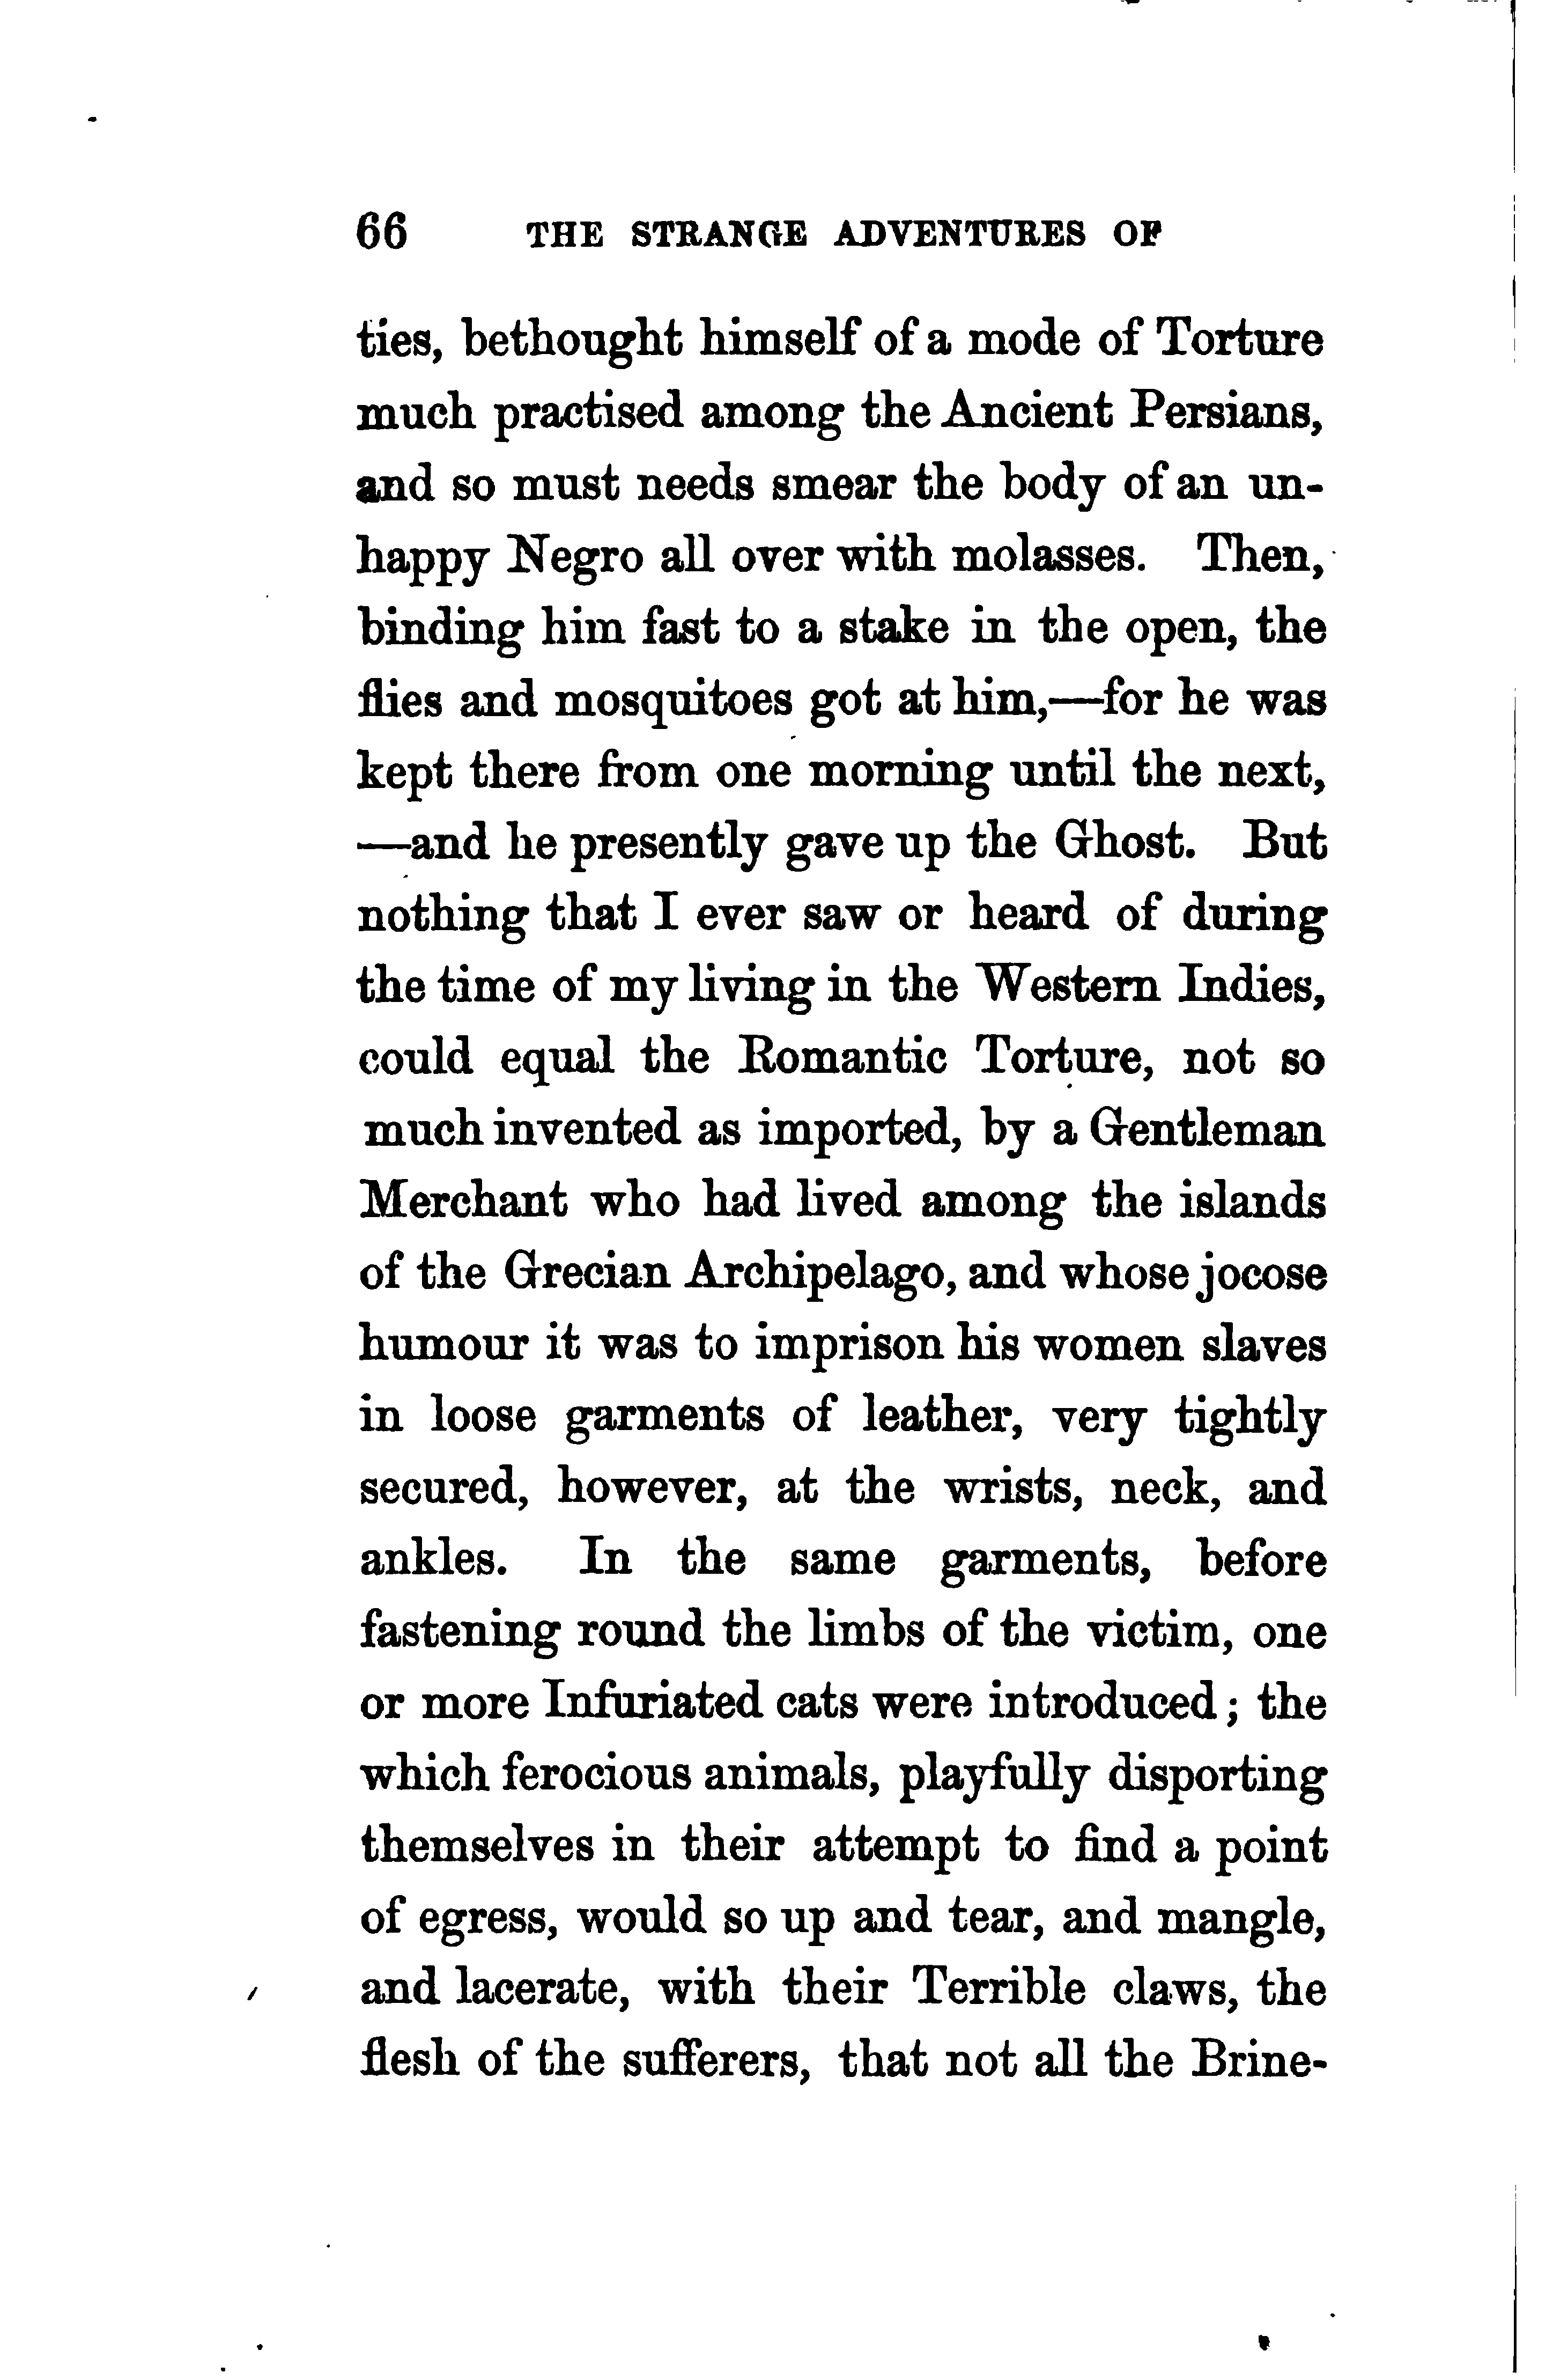 66 THE STRANGE ADVENTURES OF
ties, bethought himself of a mode of Torture
much practised among the Ancient Persians,
and so must needs smear the body of an un-
happy Negro all over with molasses. Then,
binding him fast to a stake in the open, the
flies and mosquitoes got at him,—for he was
kept there from one morning until the next,
—and he presently gave up the Ghost. But
nothing that I ever saw or heard of during
the time of my living in the Western Indies,
could equal the Romantic Torture, not so
much invented as imported, by a Gentleman
Merchant who had lived among the islands
of the Grecian Archipelago, and whose jocose
humour it was to imprison his women slaves
in loose garments of leather, very tightly
secured, however, at the wrists, neck, and
ankles. In the same garments, before
fastening round the limbs of the victim, one
or more Infuriated cats were introduced; the
which ferocious animals, playfully disporting
themselves in their attempt to find a point
of egress, would so up and tear, and mangle,
and lacerate, with their Terrible claws, the
flesh of the sufferers, that not all the Brine-